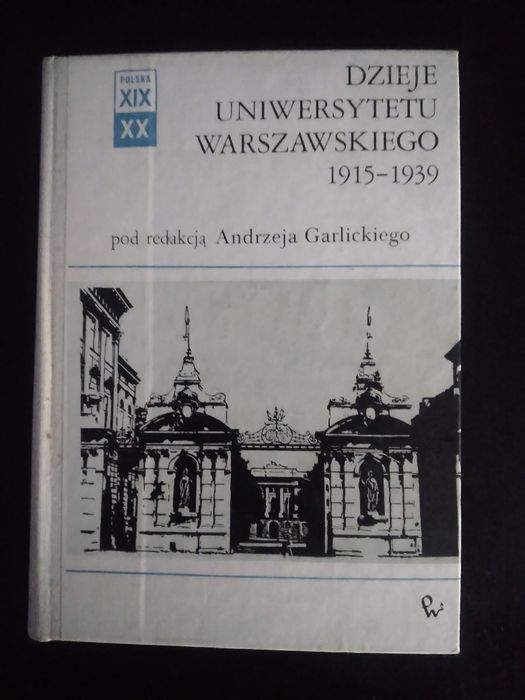 POLSKA
XIX
XX
DZIEJE
UNIWERSYTETU
WARSZAWSKIEGO
1915-1939
pod redakcją Andrzeja Garlickiego